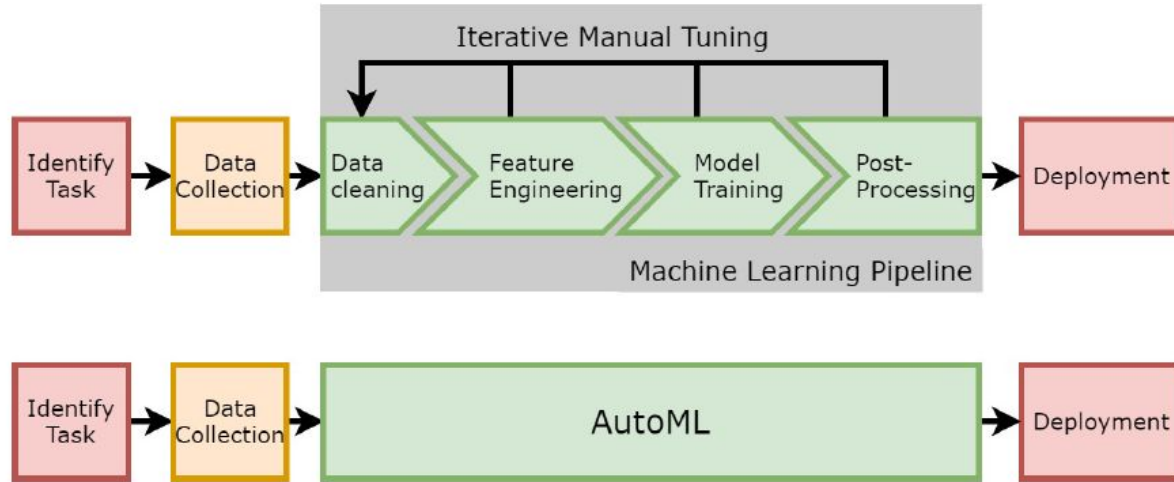 Iterative Manual Tuning
Identify
Task
Data
Collection
Data
cleaning
Feature
Engineering
Model
Training
Post-
Processing
Deployment
Machine Learning Pipeline
Identify
Task
Data
Collection
AutoML
Deployment